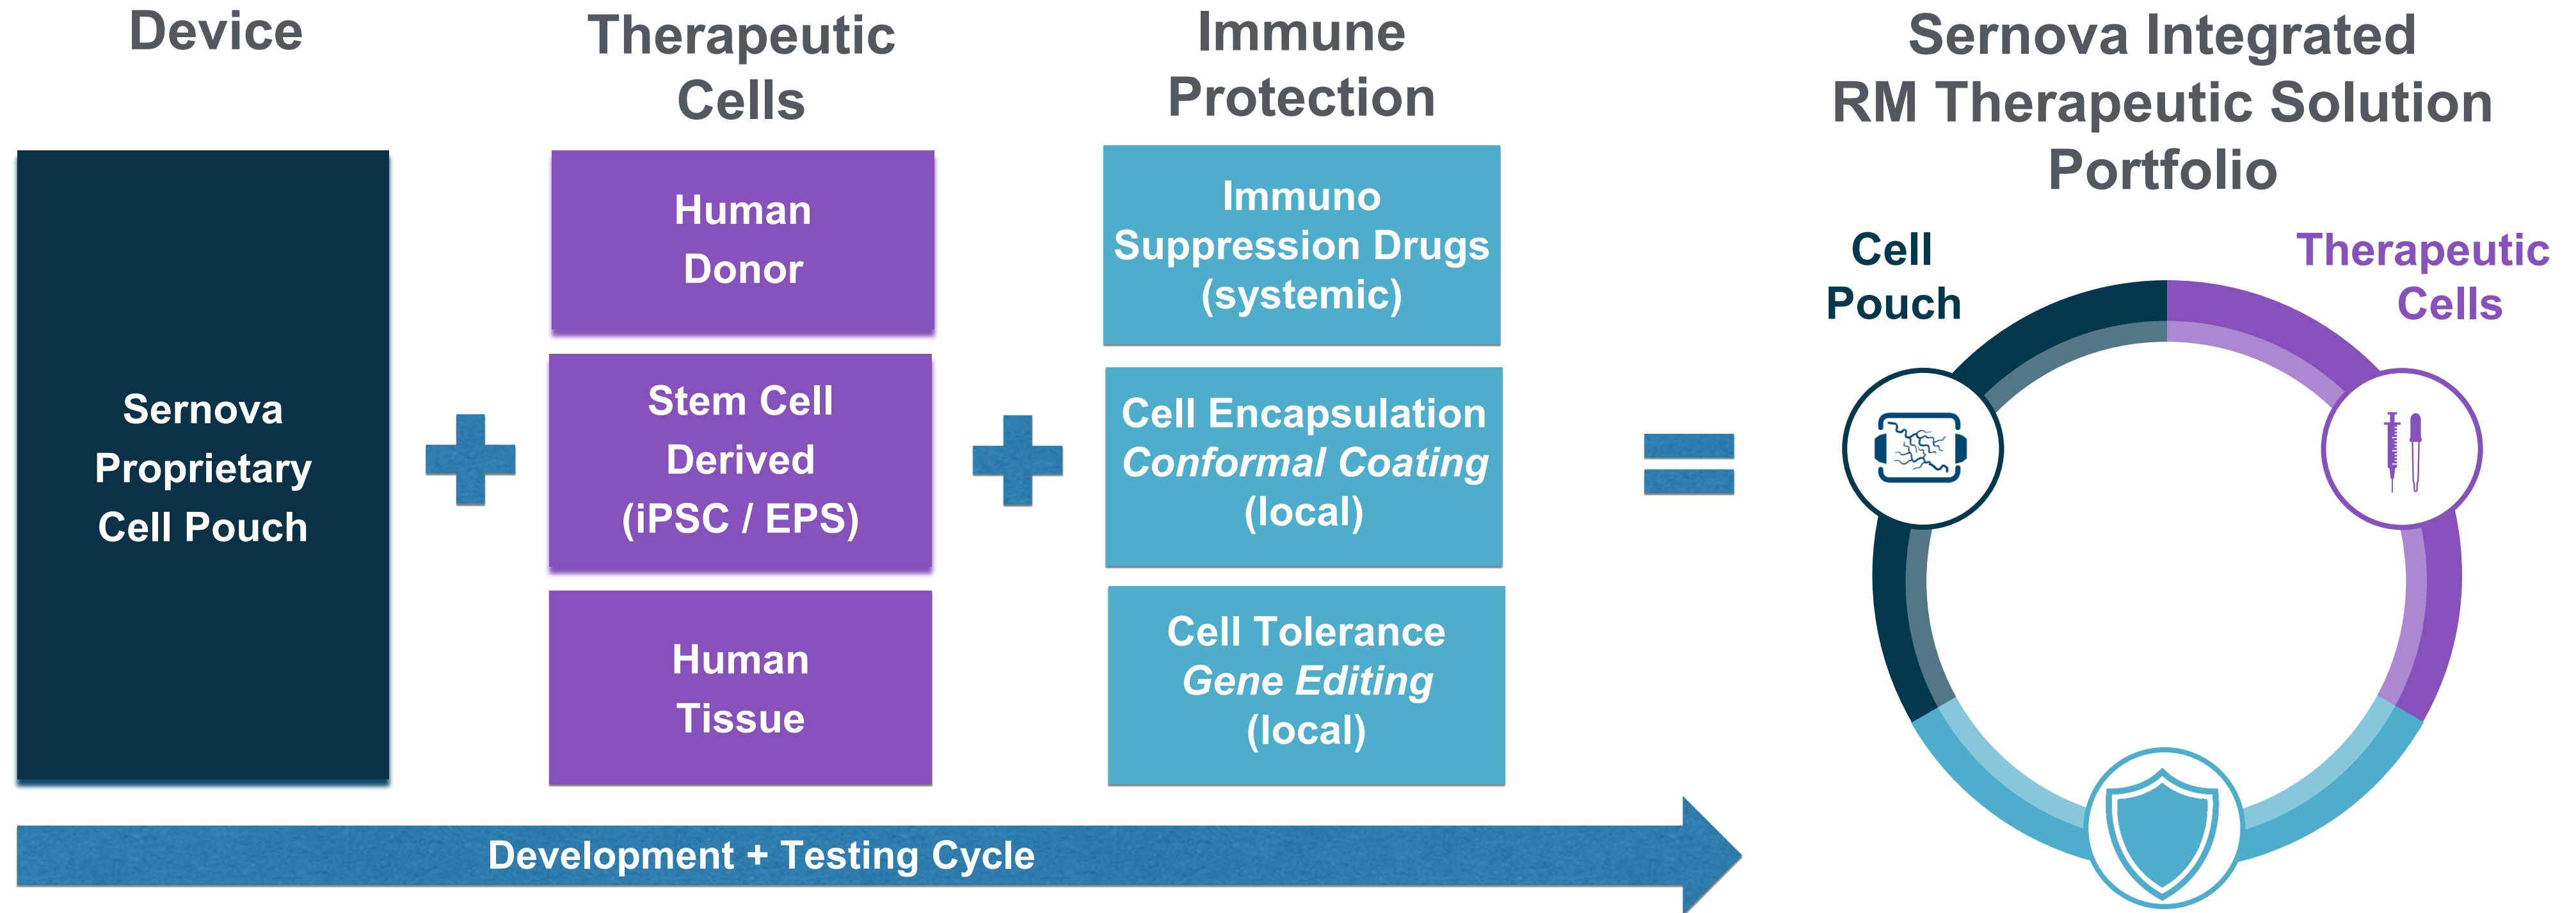 Device
Sernova
Proprietary
Cell Pouch
Therapeutic
Cells
Human
Donor
Stem Cell
Derived
(iPSC / EPS)
Human
Tissue
Immune
Protection
Immuno
Suppression Drugs
(systemic)
Cell Encapsulation
Conformal Coating
(local)
Cell Tolerance
Gene Editing
(local)
Development + Testing Cycle
Sernova Integrated
RM Therapeutic Solution
Portfolio
Cell
Pouch
Therapeutic
Cells